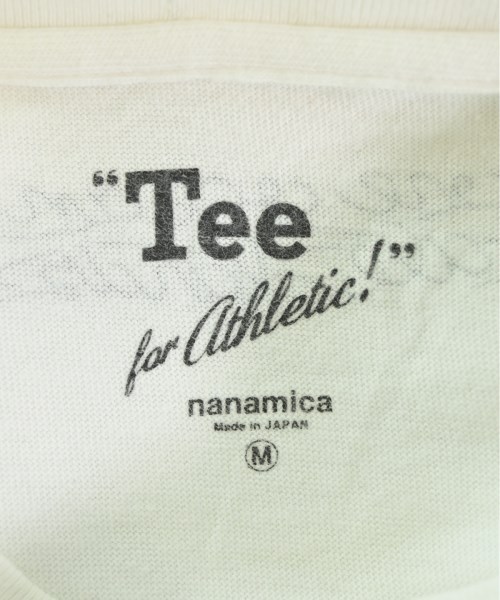 “Tee
for Athletic!”
nanamica
Made in JAPAN
M